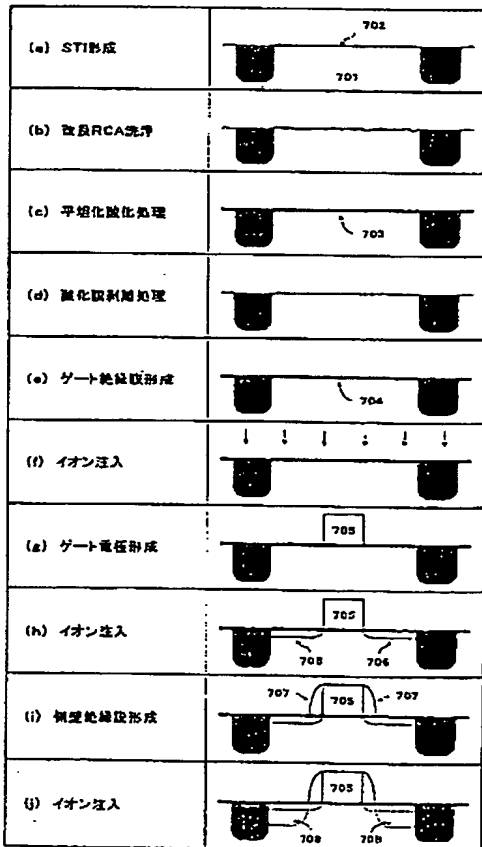 (a) STI形成
702
701
(b) 改良RCA洗浄
(c) 平坦化酸化処理
703
(d) 酸化膜剥離処理
(e) ゲート絶縁膜形成
704
(f) イオン注入
(g) ゲート電極形成
705
(h) イオン注入
705
706 706
(i) 側壁絶縁膜形成
707 705 707
(j) イオン注入
705
708 708